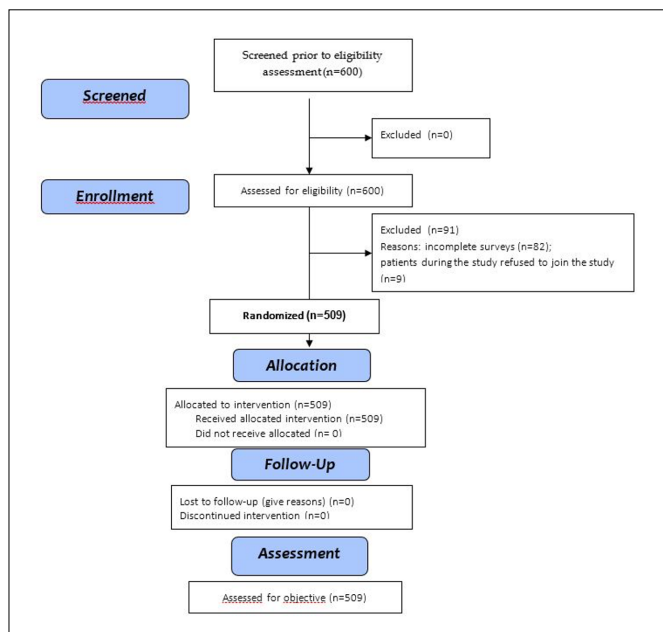 Screened prior to eligibility
assessment (n=600)
Screened
Excluded (n=0)
Assessed for eligibility (n=600)
Enrollment
Excluded (n=91)
Reasons: incomplete surveys (n=82);
patients during the study refused to join the study
(n=9)
Randomized (n=509)
Allocation
Allocated to intervention (n=509)
Received allocated intervention (n=509)
Did not receive allocated (n= 0)
Follow-Up
Lost to follow-up (give reasons) (n=0)
Discontinued intervention (n=0)
Assessment
Assessed for objective (n=509)